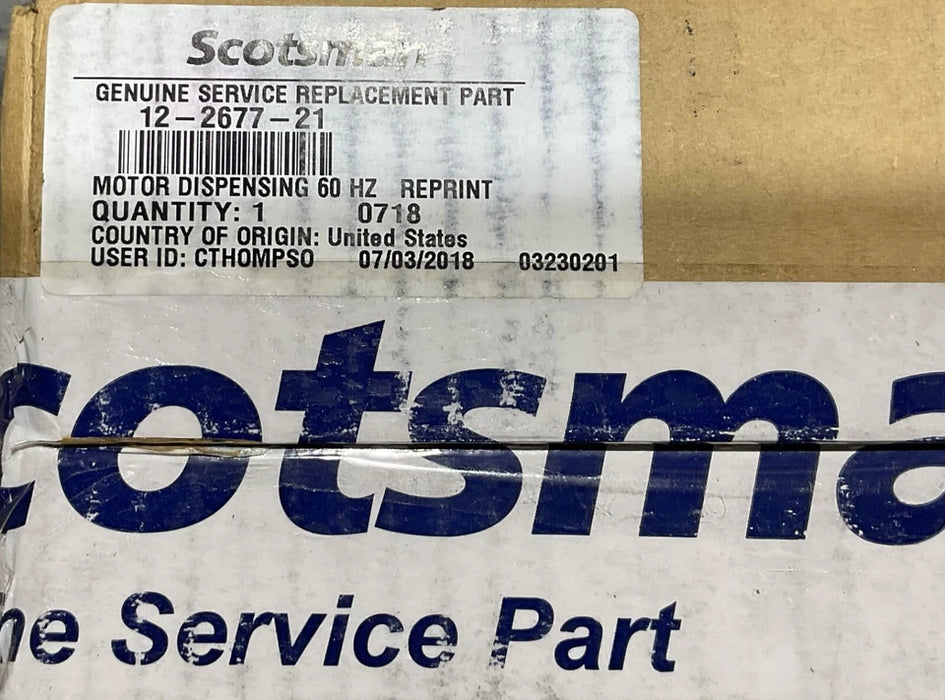 Scotsman
GENUINE SERVICE REPLACEMENT PART
12-2677-21
MOTOR DISPENSING 60 HZ REPRINT
QUANTITY: 1 0718
COUNTRY OF ORIGIN: United States
USER ID: CTHOMPSO 07/03/2018 03230201
cotsma
ne Service Part